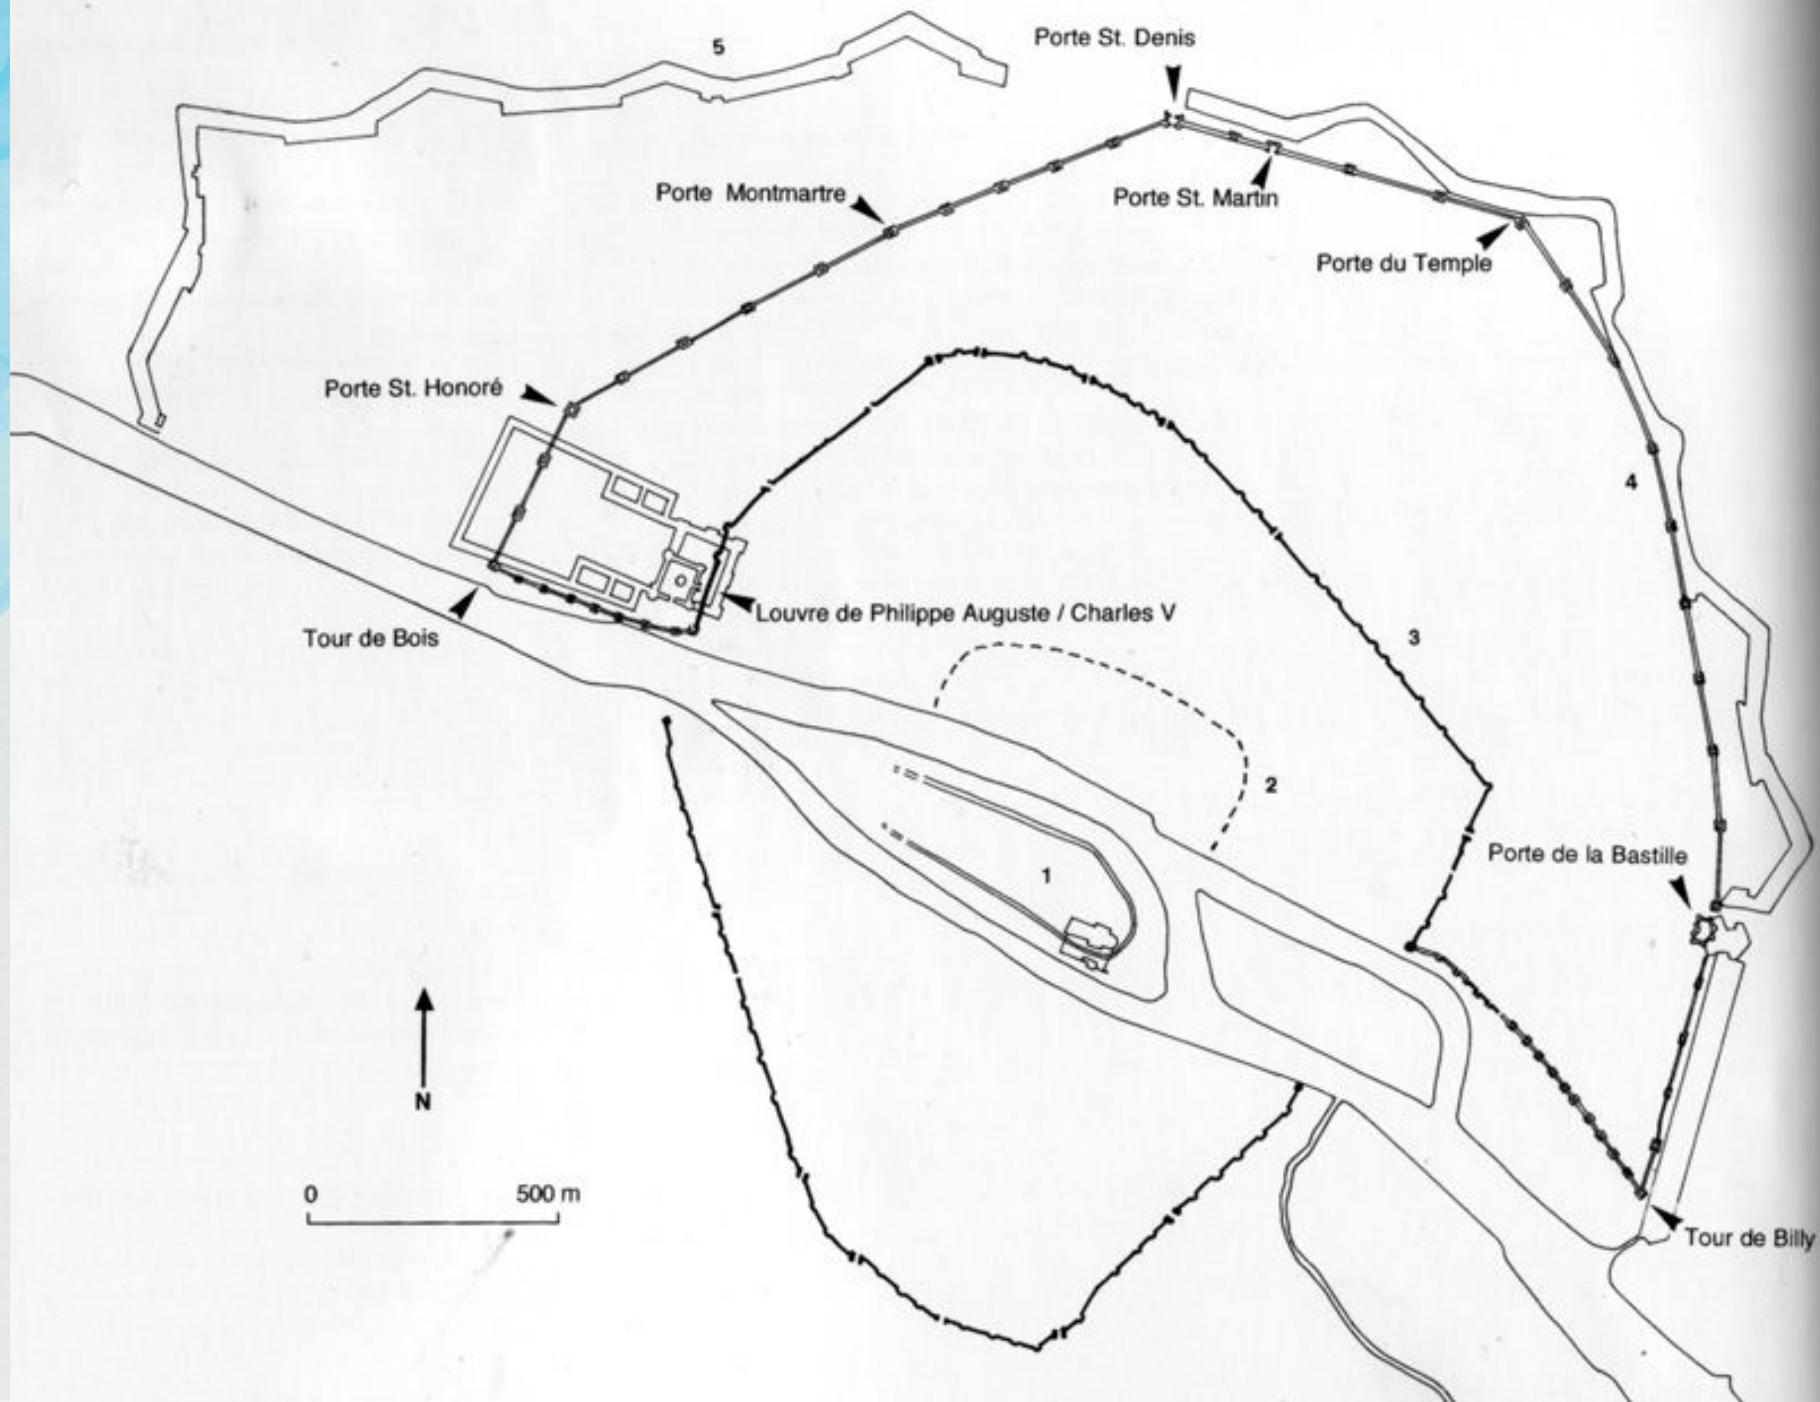 5
Porte St. Denis
Porte Montmartre
Porte St. Martin
Porte du Temple
Porte St. Honoré
4
Louvre de Philippe Auguste / Charles V
Tour de Bois
3
2
Porte de la Bastille
1
N
0 500 m
Tour de Billy